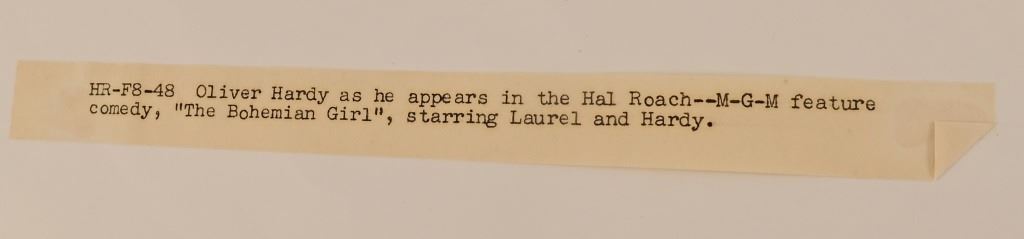 HR-F8-48 Oliver Hardy as he appears in the Hal Roach--M-G-M feature
comedy, "The Bohemian Girl", starring Laurel and Hardy.